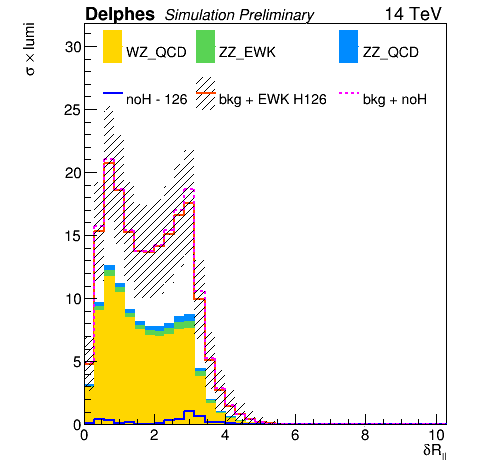 Delphes Simulation Preliminary 14 TeV
σ × lumi
WZ_QCD ZZ_EWK ZZ_QCD
noH - 126 bkg + EWK H126 bkg + noH
30
25
20
15
10
5
0
0 2 4 6 8 10
δR||